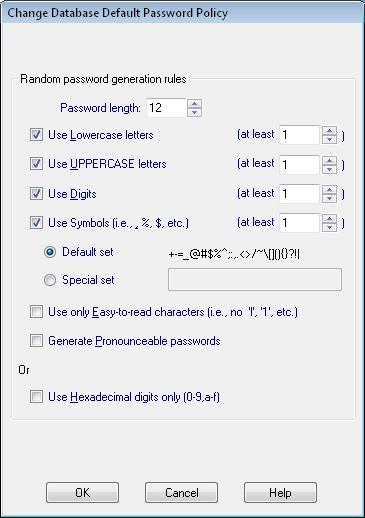 Change Database Default Password Policy
Random password generation rules
Password length: 12
Use Lowercase letters (at least 1 )
Use UPPERCASE letters (at least 1 )
Use Digits (at least 1 )
Use Symbols (i.e., ., %, $, etc.) (at least 1 )
Default set +-=_@#$%^;:,.<>/~\[](){}?!|
Special set
Use only Easy-to-read characters (i.e., no 'l', '1', etc.)
Generate Pronounceable passwords
Or
Use Hexadecimal digits only (0-9,a-f)
OK Cancel Help